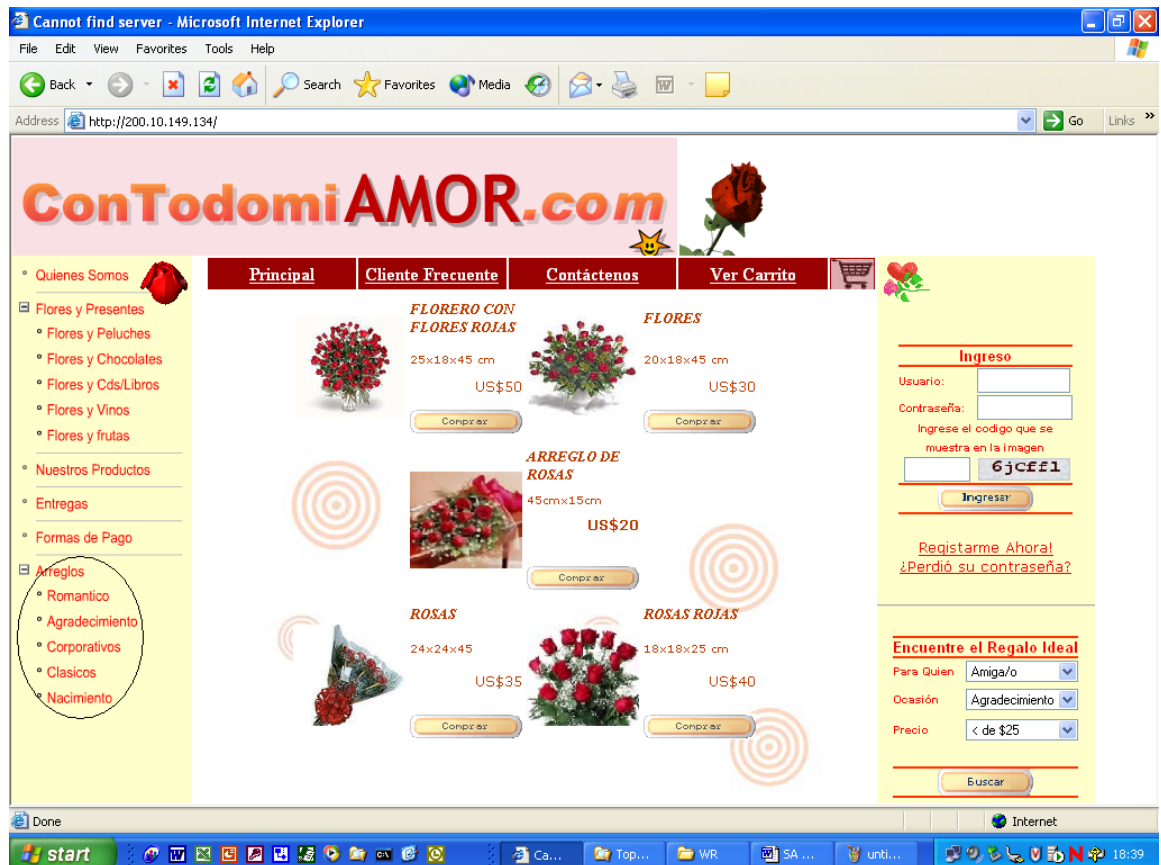 Cannot find server - Microsoft Internet Explorer
File Edit View Favorites Tools Help
Back Search Favorites Media
Address http://200.10.149.134/ Go Links »
ConTodomiAMOR.com
Principal Cliente Frecuente Contáctenos Ver Carrito
Quienes Somos
Flores y Presentes
Flores y Peluches
Flores y Chocolates
Flores y Cds/Libros
Flores y Vinos
Flores y frutas
Nuestros Productos
Entregas
Formas de Pago
Arreglos
Romantico
Agradecimiento
Corporativos
Clasicos
Nacimiento
FLORERO CON
FLORES ROJAS
25x18x45 cm
US$50
Comprar
FLORES
20x18x45 cm
US$30
Comprar
ARREGLO DE
ROSAS
45cmx15cm
US$20
Comprar
ROSAS
24x24x45
US$35
Comprar
ROSAS ROJAS
18x18x25 cm
US$40
Comprar
Ingreso
Usuario:
Contraseña:
Ingrese el codigo que se
muestra en la imagen
6jcffl
Ingresar
Registarme Ahora!
¿Perdió su contraseña?
Encuentre el Regalo Ideal
Para Quien Amiga/o
Ocasión Agradecimiento
Precio < de $25
Buscar
Done Internet
start Ca... Top... WR SA ... unti... 18:39